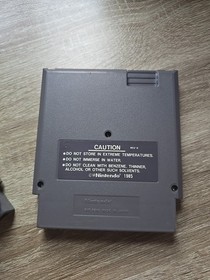 CAUTION
●DO NOT STORE IN EXTREME TEMPERATURES.
●DO NOT IMMERSE IN WATER.
●DO NOT CLEAN WITH BENZENE, THINNER,
ALCOHOL OR OTHER SUCH SOLVENTS.
©Nintendo 1985